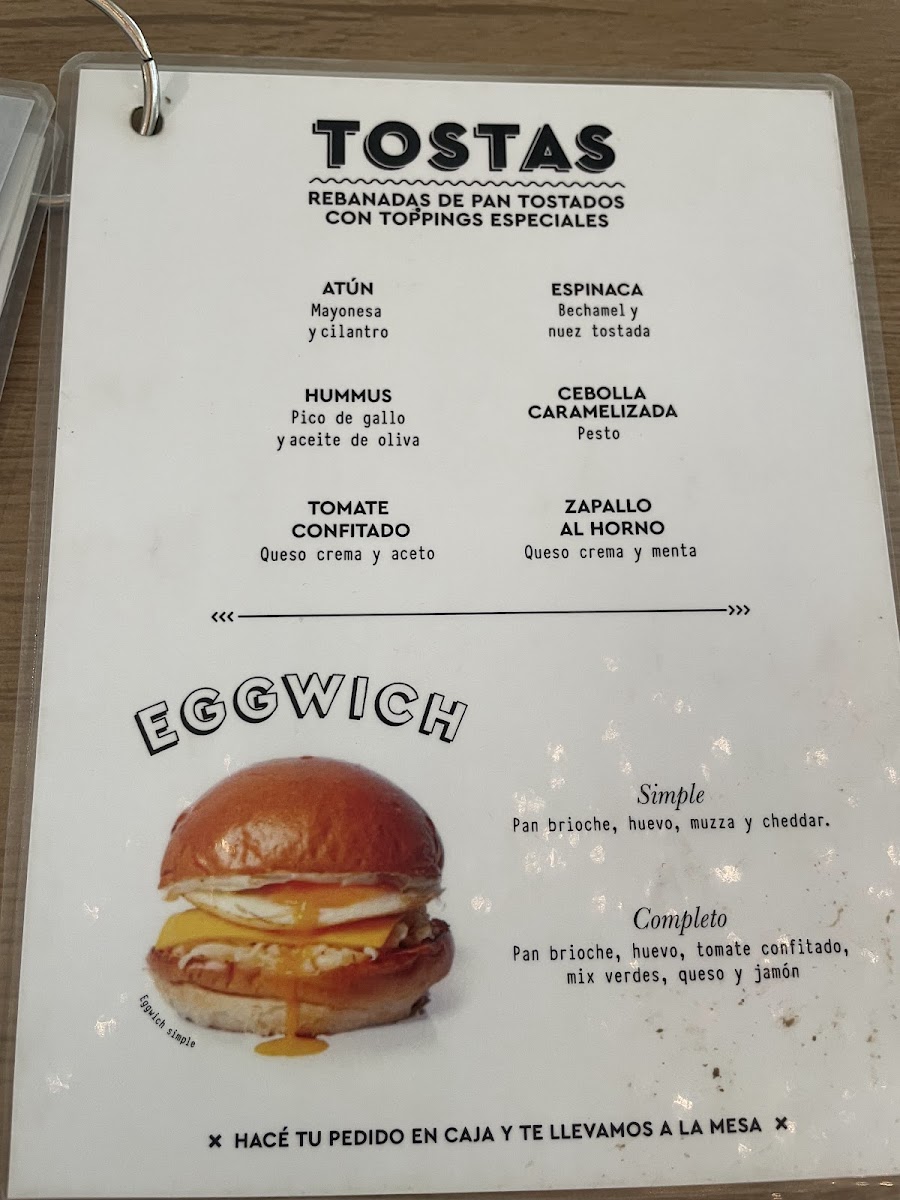 TOSTAS
REBANADAS DE PAN TOSTADOS
CON TOPPINGS ESPECIALES
ATÚN
Mayonesa
y cilantro
ESPINACA
Bechamel y
nuez tostada
HUMMUS
Pico de gallo
y aceite de oliva
CEBOLLA
CARAMELIZADA
Pesto
TOMATE
CONFITADO
Queso crema y aceto
ZAPALLO
AL HORNO
Queso crema y menta
EGGWICH
Simple
Pan brioche, huevo, muzza y cheddar.
Completo
Pan brioche, huevo, tomate confitado,
mix verdes, queso y jamón
Eggwich simple
× HACÉ TU PEDIDO EN CAJA Y TE LLEVAMOS A LA MESA ×